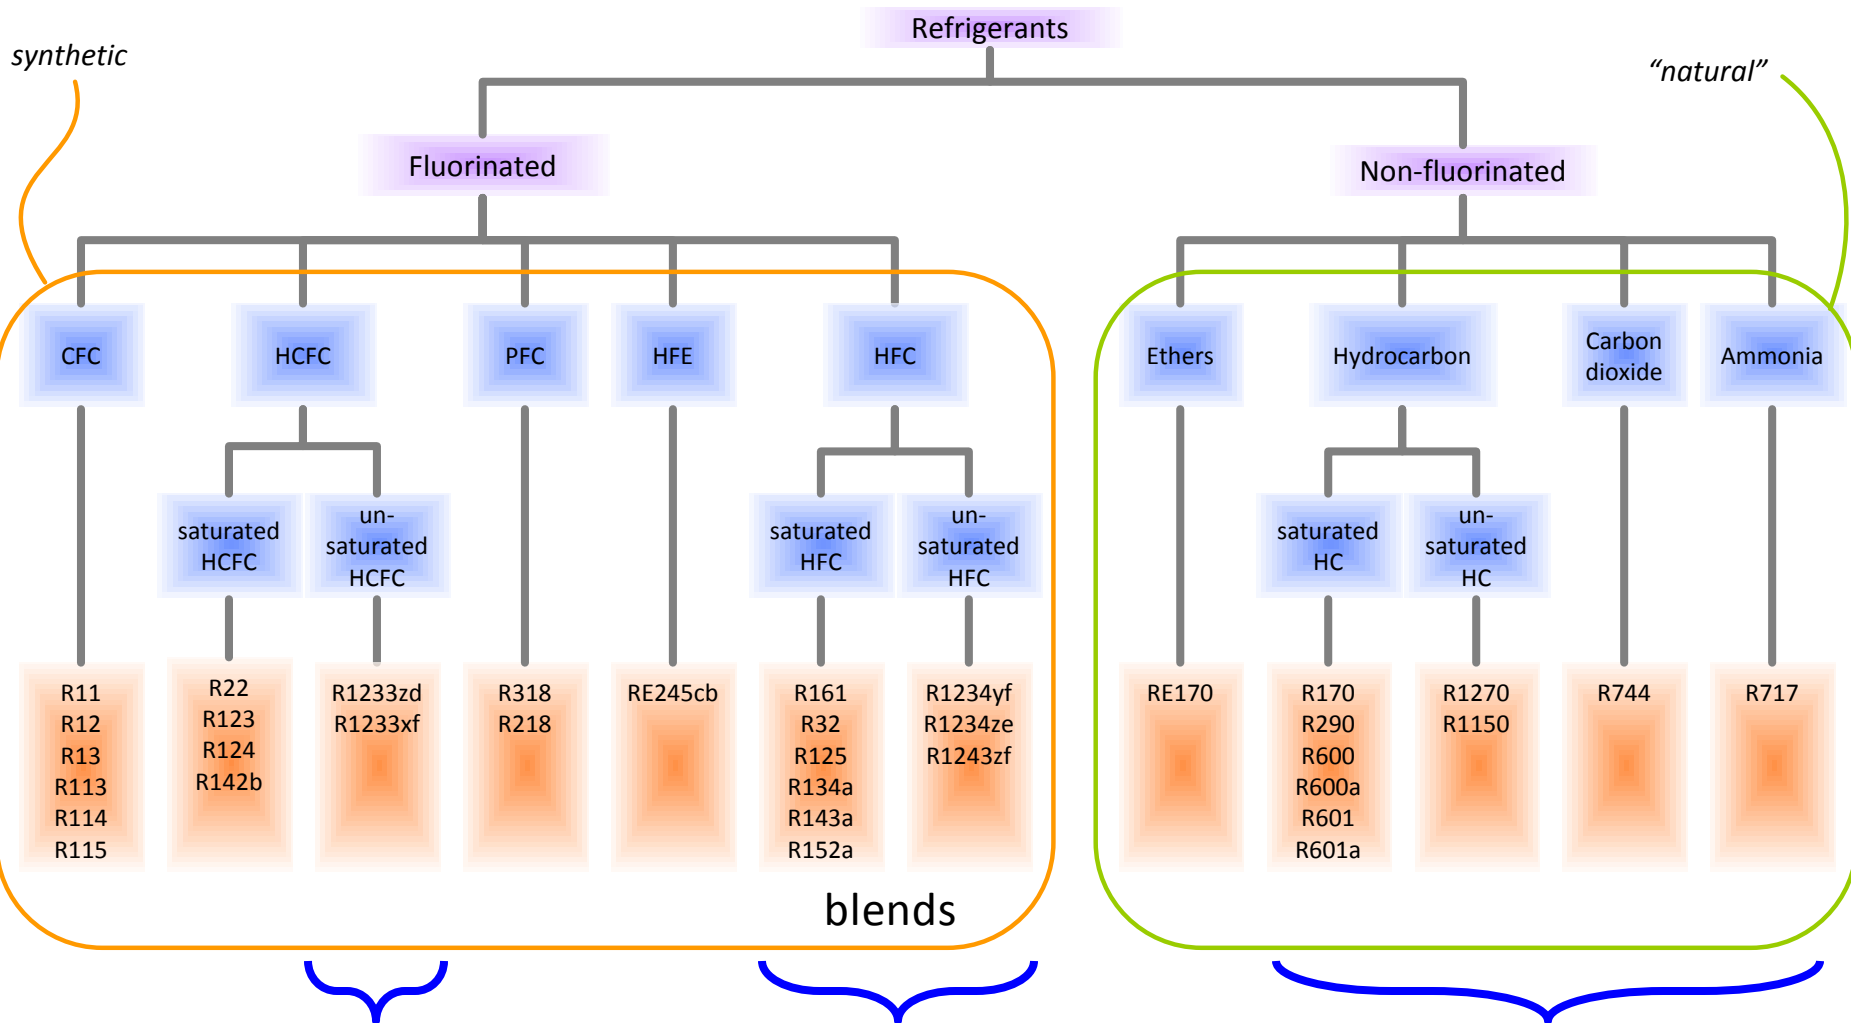 Refrigerants
synthetic
“natural”
Fluorinated
Non-fluorinated
CFC
HCFC
PFC
HFE
HFC
Ethers
Hydrocarbon
Carbon
dioxide
Ammonia
saturated
HCFC
un-
saturated
HCFC
saturated
HFC
un-
saturated
HFC
saturated
HC
un-
saturated
HC
R11
R12
R13
R113
R114
R115
R22
R123
R124
R142b
R1233zd
R1233xf
R318
R218
RE245cb
R161
R32
R125
R134a
R143a
R152a
R1234yf
R1234ze
R1243zf
RE170
R170
R290
R600
R600a
R601
R601a
R1270
R1150
R744
R717
blends